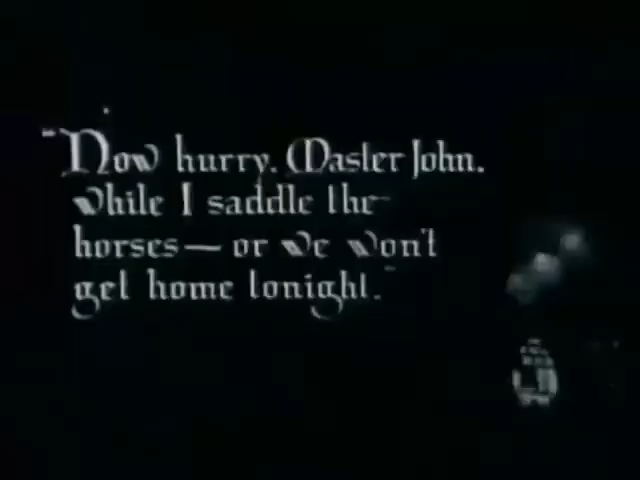 "Now hurry, Master John,
while I saddle the
horses— or we won't
get home tonight."